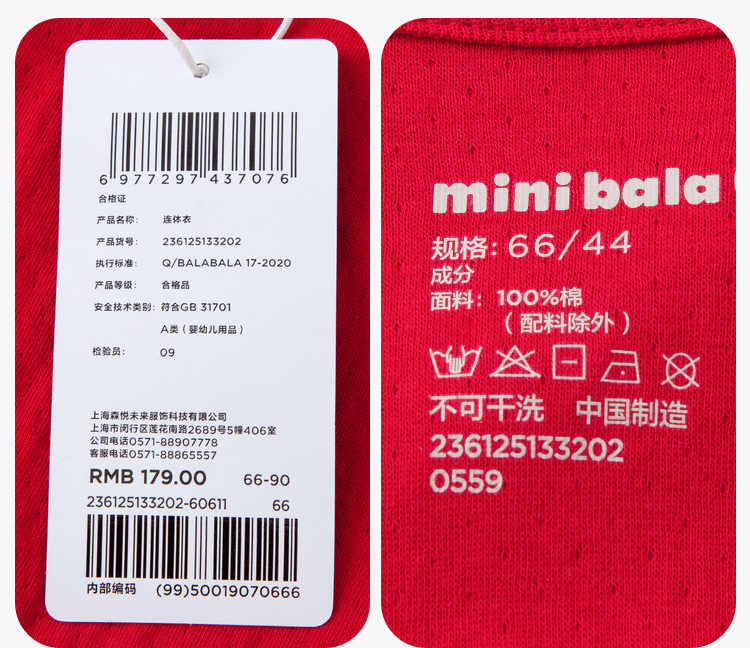 6 977297 437076
合格证
产品名称: 连体衣
产品货号: 236125133202
执行标准: Q/BALABALA 17-2020
产品等级: 合格品
安全技术类别: 符合GB 31701
A类（婴幼儿用品）
检验员: 09
上海森悦未来服饰科技有限公司
上海市闵行区莲花南路2689号5幢406室
公司电话0571-88907778
客服电话0571-88865557
RMB 179.00 66-90
236125133202-60611 66
内部编码 (99)50019070666
mini bala
规格: 66/44
成分
面料: 100%棉
（配料除外）
不可干洗 中国制造
236125133202
0559